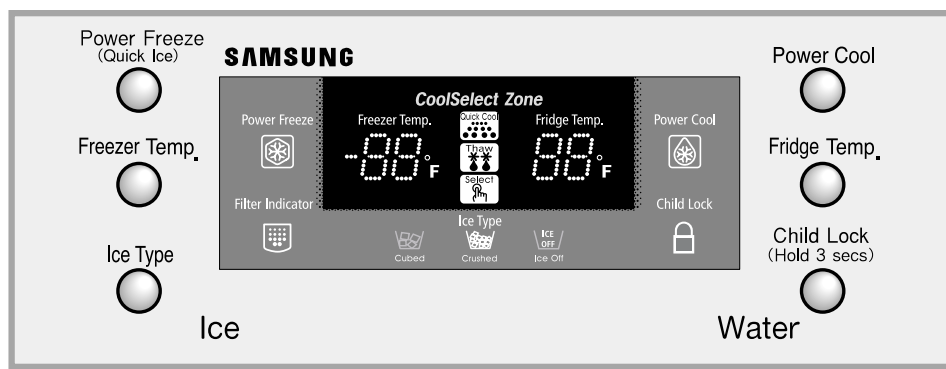 Power Freeze
(Quick Ice)
Freezer Temp.
Ice Type
Ice
SAMSUNG
CoolSelect Zone
Power Freeze
Freezer Temp.
Quick Cool
Fridge Temp.
Power Cool
-88°F
Thaw
88°F
Select
Filter Indicator
Child Lock
Ice Type
ICE
OFF
Cubed
Crushed
Ice Off
Power Cool
Fridge Temp.
Child Lock
(Hold 3 secs)
Water